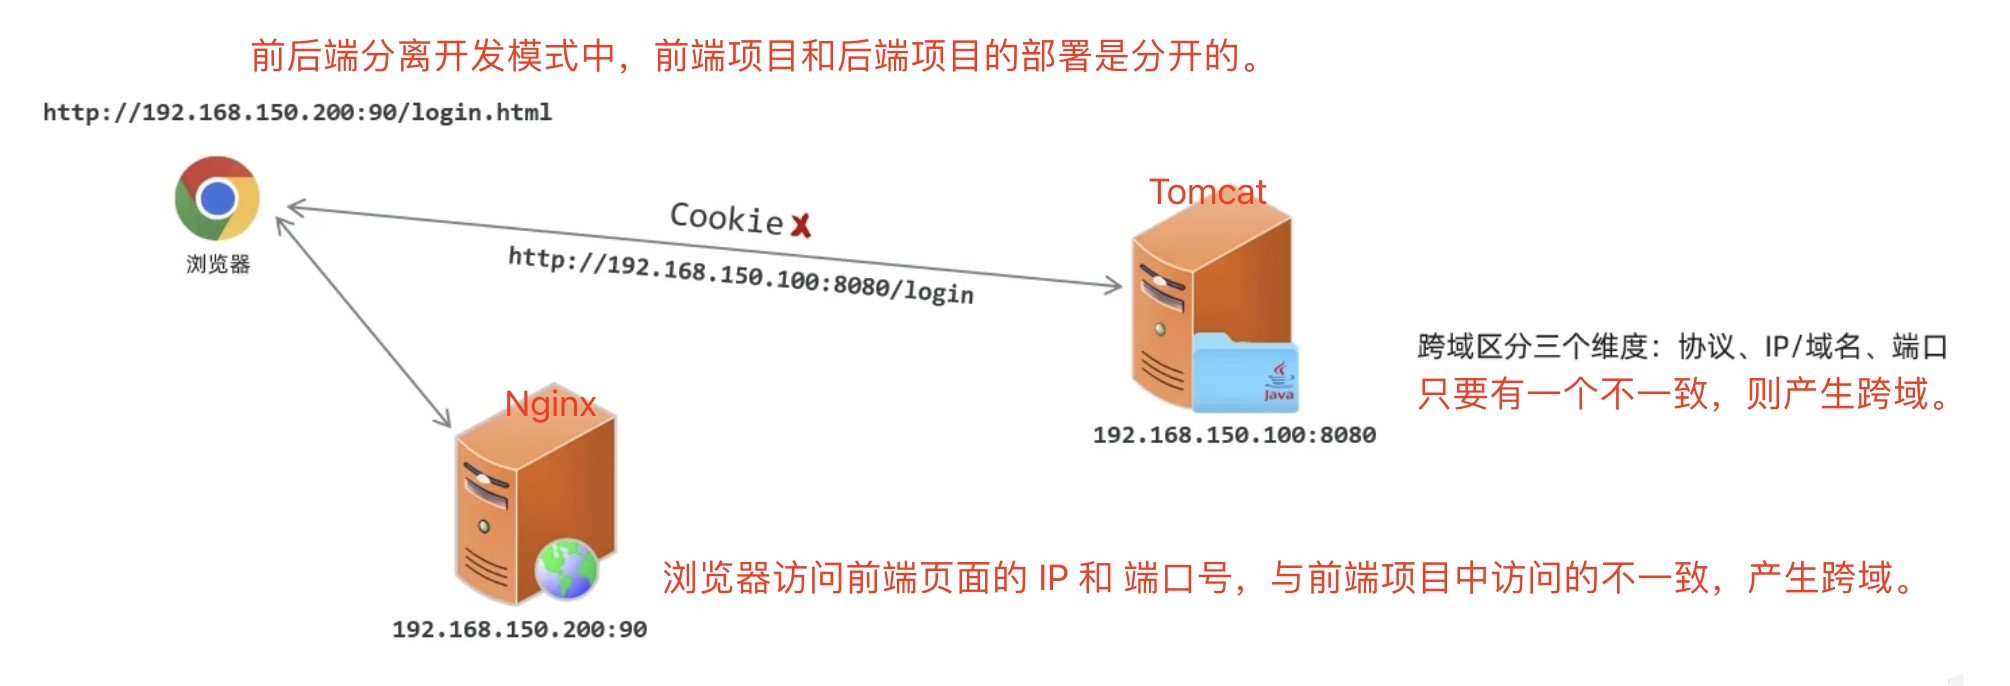 前后端分离开发模式中，前端项目和后端项目的部署是分开的。
http://192.168.150.200:90/login.html
浏览器
Cookie
http://192.168.150.100:8080/login
Tomcat
Java
192.168.150.100:8080
跨域区分三个维度：协议、IP/域名、端口
只要有一个不一致，则产生跨域。
Nginx
192.168.150.200:90
浏览器访问前端页面的 IP 和 端口号，与前端项目中访问的不一致，产生跨域。